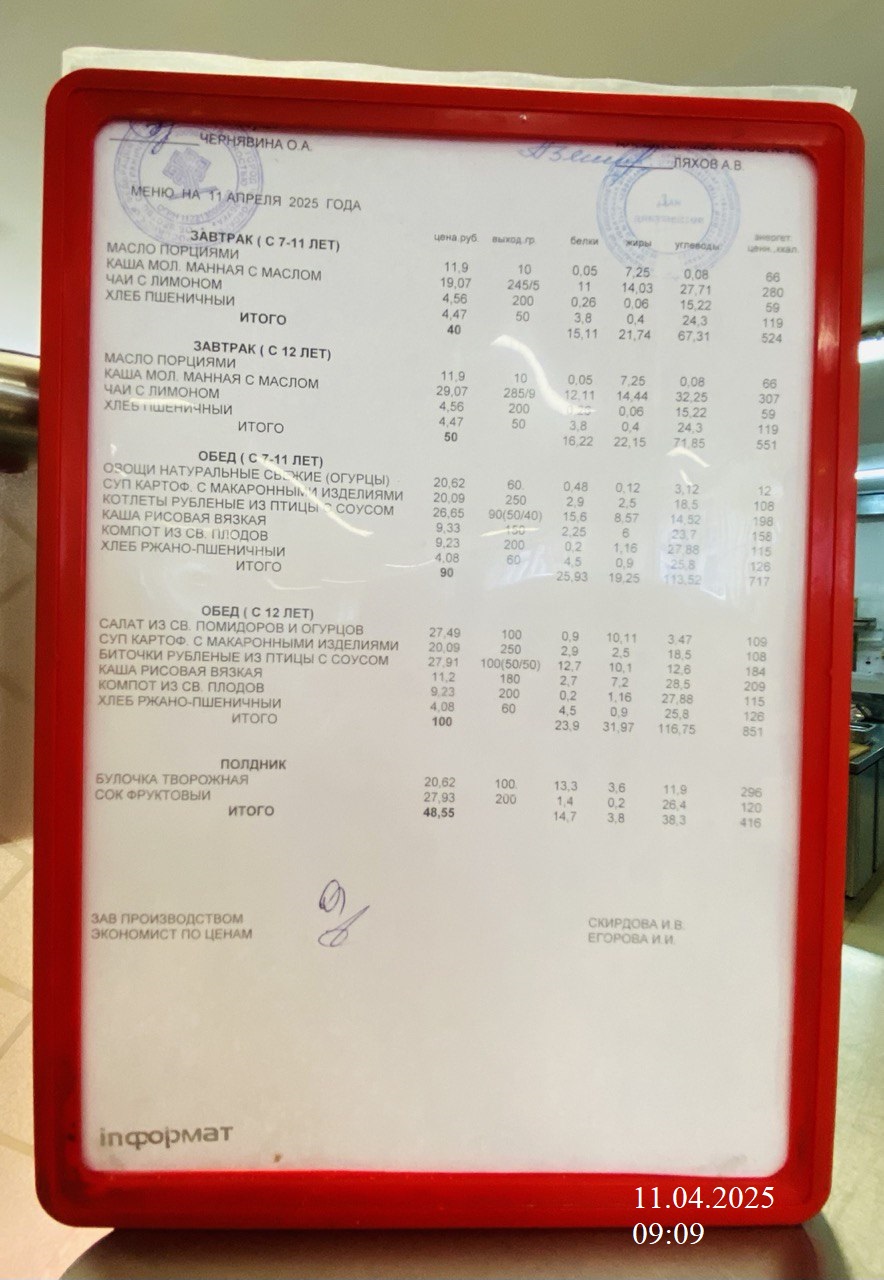 ЧЕРНЯВИНА О.А.
ЛЯХОВ А.В.
МЕНЮ НА 11 АПРЕЛЯ 2025 ГОДА
ЗАВТРАК ( С 7-11 ЛЕТ) цена.руб. выход.гр. белки жиры углеводы энергет. ценн.,ккал.
МАСЛО ПОРЦИЯМИ 11,9 10 0,05 7,25 0,08 66
КАША МОЛ. МАННАЯ С МАСЛОМ 19,07 245/5 11 14,03 27,71 280
ЧАИ С ЛИМОНОМ 4,56 200 0,26 0,06 15,22 59
ХЛЕБ ПШЕНИЧНЫИ 4,47 50 3,8 0,4 24,3 119
ИТОГО 40 15,11 21,74 67,31 524
ЗАВТРАК ( С 12 ЛЕТ)
МАСЛО ПОРЦИЯМИ 11,9 10 0,05 7,25 0,08 66
КАША МОЛ. МАННАЯ С МАСЛОМ 29,07 285/9 12,11 14,44 32,25 307
ЧАИ С ЛИМОНОМ 4,56 200 0,06 15,22 59
ХЛЕБ ПШЕНИЧНЫИ 4,47 50 3,8 0,4 24,3 119
ИТОГО 50 16,22 22,15 71,85 551
ОБЕД ( С 7-11 ЛЕТ)
ОВОЩИ НАТУРАЛЬНЫЕ СВЕЖИЕ (ОГУРЦЫ) 20,62 60. 0,48 0,12 3,12 12
СУП КАРТОФ. С МАКАРОННЫМИ ИЗДЕЛИЯМИ 20,09 250 2,9 2,5 18,5 108
КОТЛЕТЫ РУБЛЕНЫЕ ИЗ ПТИЦЫ С СОУСОМ 26,65 90(50/40) 15,6 8,57 14,52 198
КАША РИСОВАЯ ВЯЗКАЯ 9,33 150 2,25 6 23,7 158
КОМПОТ ИЗ СВ. ПЛОДОВ 9,23 200 0,2 1,16 27,88 115
ХЛЕБ РЖАНО-ПШЕНИЧНЫИ 4,08 60 4,5 0,9 25,8 126
ИТОГО 90 25,93 19,25 113,52 717
ОБЕД ( С 12 ЛЕТ)
САЛАТ ИЗ СВ. ПОМИДОРОВ И ОГУРЦОВ 27,49 100 0,9 10,11 3,47 109
СУП КАРТОФ. С МАКАРОННЫМИ ИЗДЕЛИЯМИ 20,09 250 2,9 2,5 18,5 108
БИТОЧКИ РУБЛЕНЫЕ ИЗ ПТИЦЫ С СОУСОМ 27,91 100(50/50) 12,7 10,1 12,6 184
КАША РИСОВАЯ ВЯЗКАЯ 11,2 180 2,7 7,2 28,5 209
КОМПОТ ИЗ СВ. ПЛОДОВ 9,23 200 0,2 1,16 27,88 115
ХЛЕБ РЖАНО-ПШЕНИЧНЫИ 4,08 60 4,5 0,9 25,8 126
ИТОГО 100 23,9 31,97 116,75 851
ПОЛДНИК
БУЛОЧКА ТВОРОЖНАЯ 20,62 100. 13,3 3,6 11,9 296
СОК ФРУКТОВЫЙ 27,93 200 1,4 0,2 26,4 120
ИТОГО 48,55 14,7 3,8 38,3 416
ЗАВ ПРОИЗВОДСТВОМ СКИРДОВА И.В.
ЭКОНОМИСТ ПО ЦЕНАМ ЕГОРОВА И.И.
inформат
11.04.2025
09:09